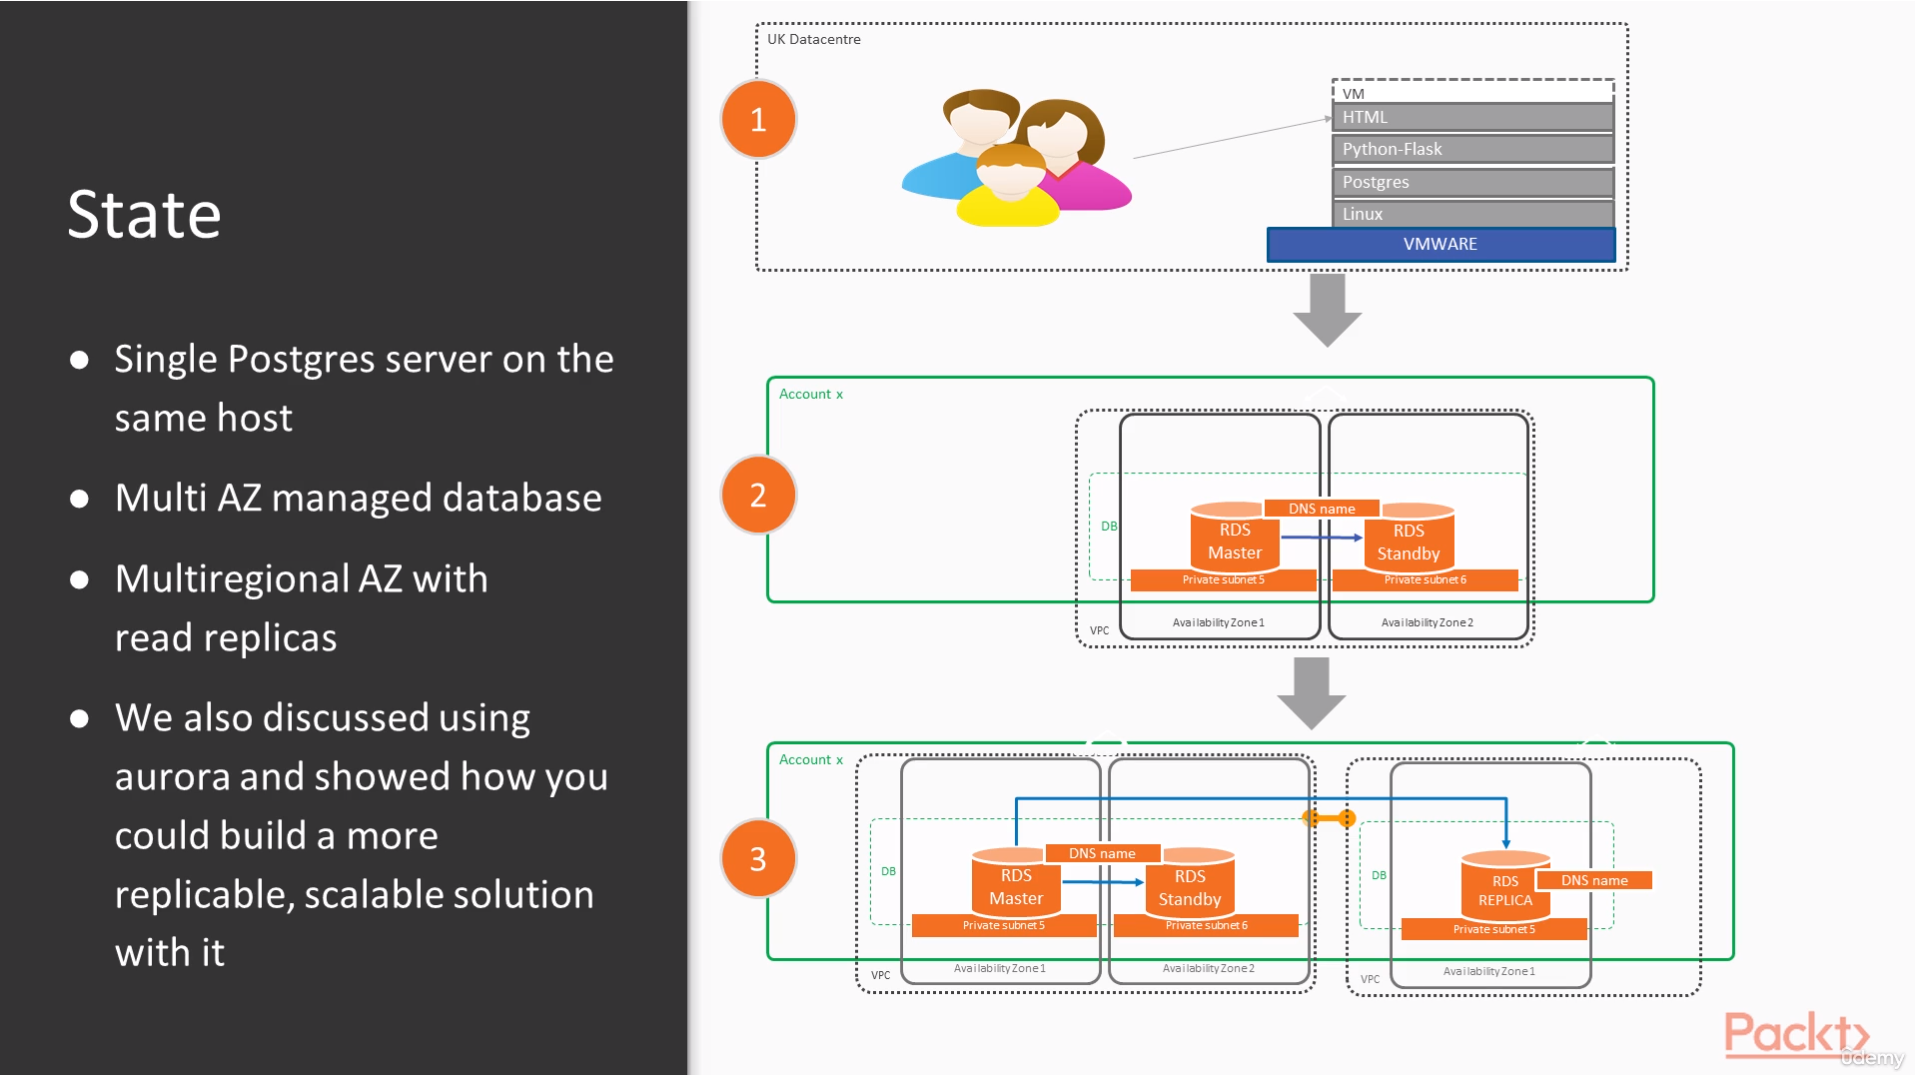 State
● Single Postgres server on the
same host
● Multi AZ managed database
● Multiregional AZ with
read replicas
● We also discussed using
aurora and showed how you
could build a more
replicable, scalable solution
with it
1
UK Datacentre
VM
HTML
Python-Flask
Postgres
Linux
VMWARE
2
Account x
DB
DNS name
RDS
Master
RDS
Standby
Private subnet 5
Private subnet 6
VPC
Availability Zone 1
Availability Zone 2
3
Account x
DB
DNS name
RDS
Master
RDS
Standby
Private subnet 5
Private subnet 6
VPC
Availability Zone 1
Availability Zone 2
DB
RDS
REPLICA
DNS name
Private subnet 5
VPC
Availability Zone 1
Packt>
ûdemy